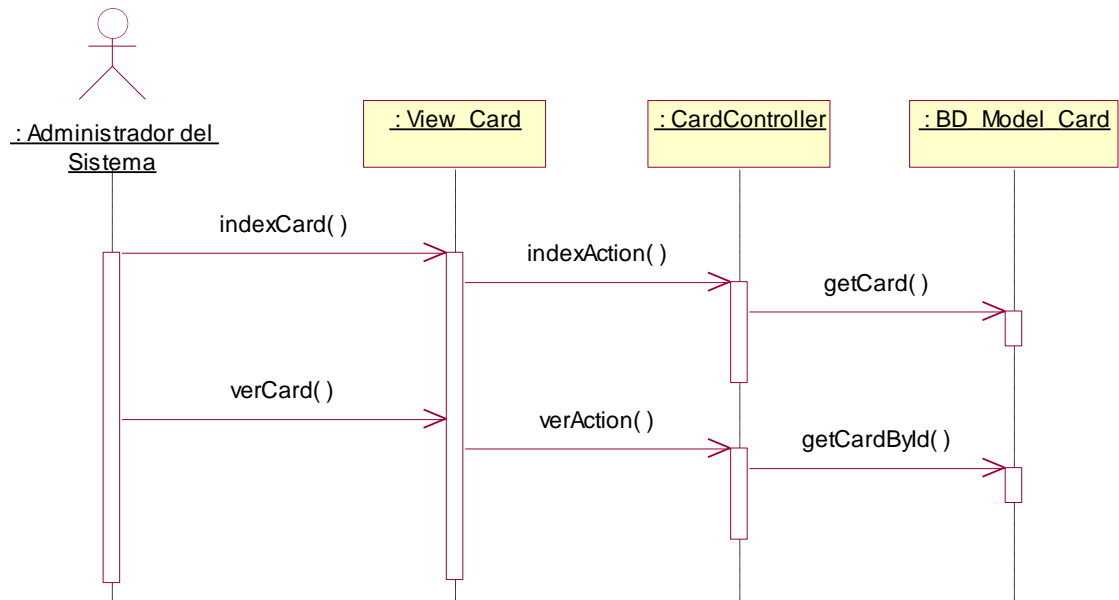 : Administrador del
Sistema
: View_Card
: CardController
: BD_Model_Card
indexCard( )
indexAction( )
getCard( )
verCard( )
verAction( )
getCardById( )